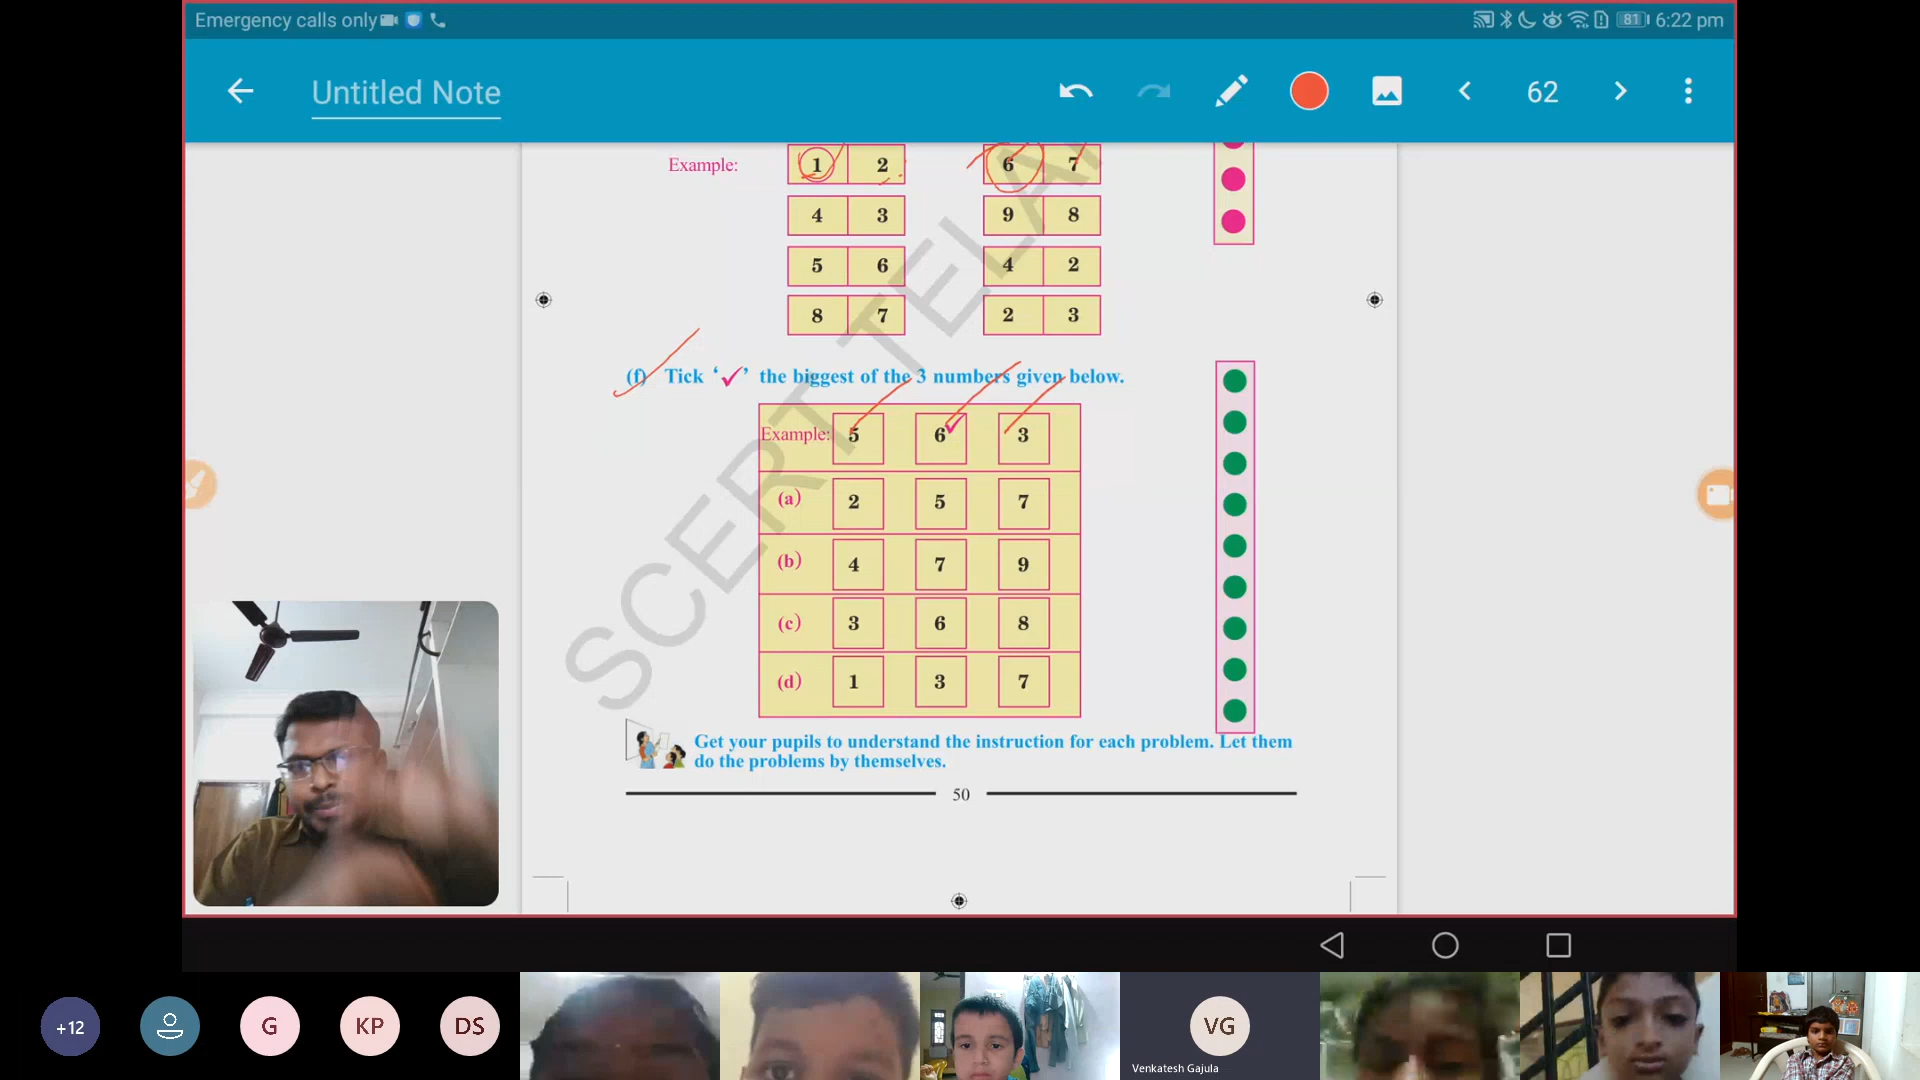 Emergency calls only
81 6:22 pm
Untitled Note
62
Example: 1 2 6 7
4 3 9 8
5 6 4 2
8 7 2 3
(f) Tick ‘✓’ the biggest of the 3 numbers given below.
Example: 5 6✓ 3
(a) 2 5 7
(b) 4 7 9
(c) 3 6 8
(d) 1 3 7
Get your pupils to understand the instruction for each problem. Let them
do the problems by themselves.
50
SCERT TELA
+12 G KP DS VG
Venkatesh Gajula